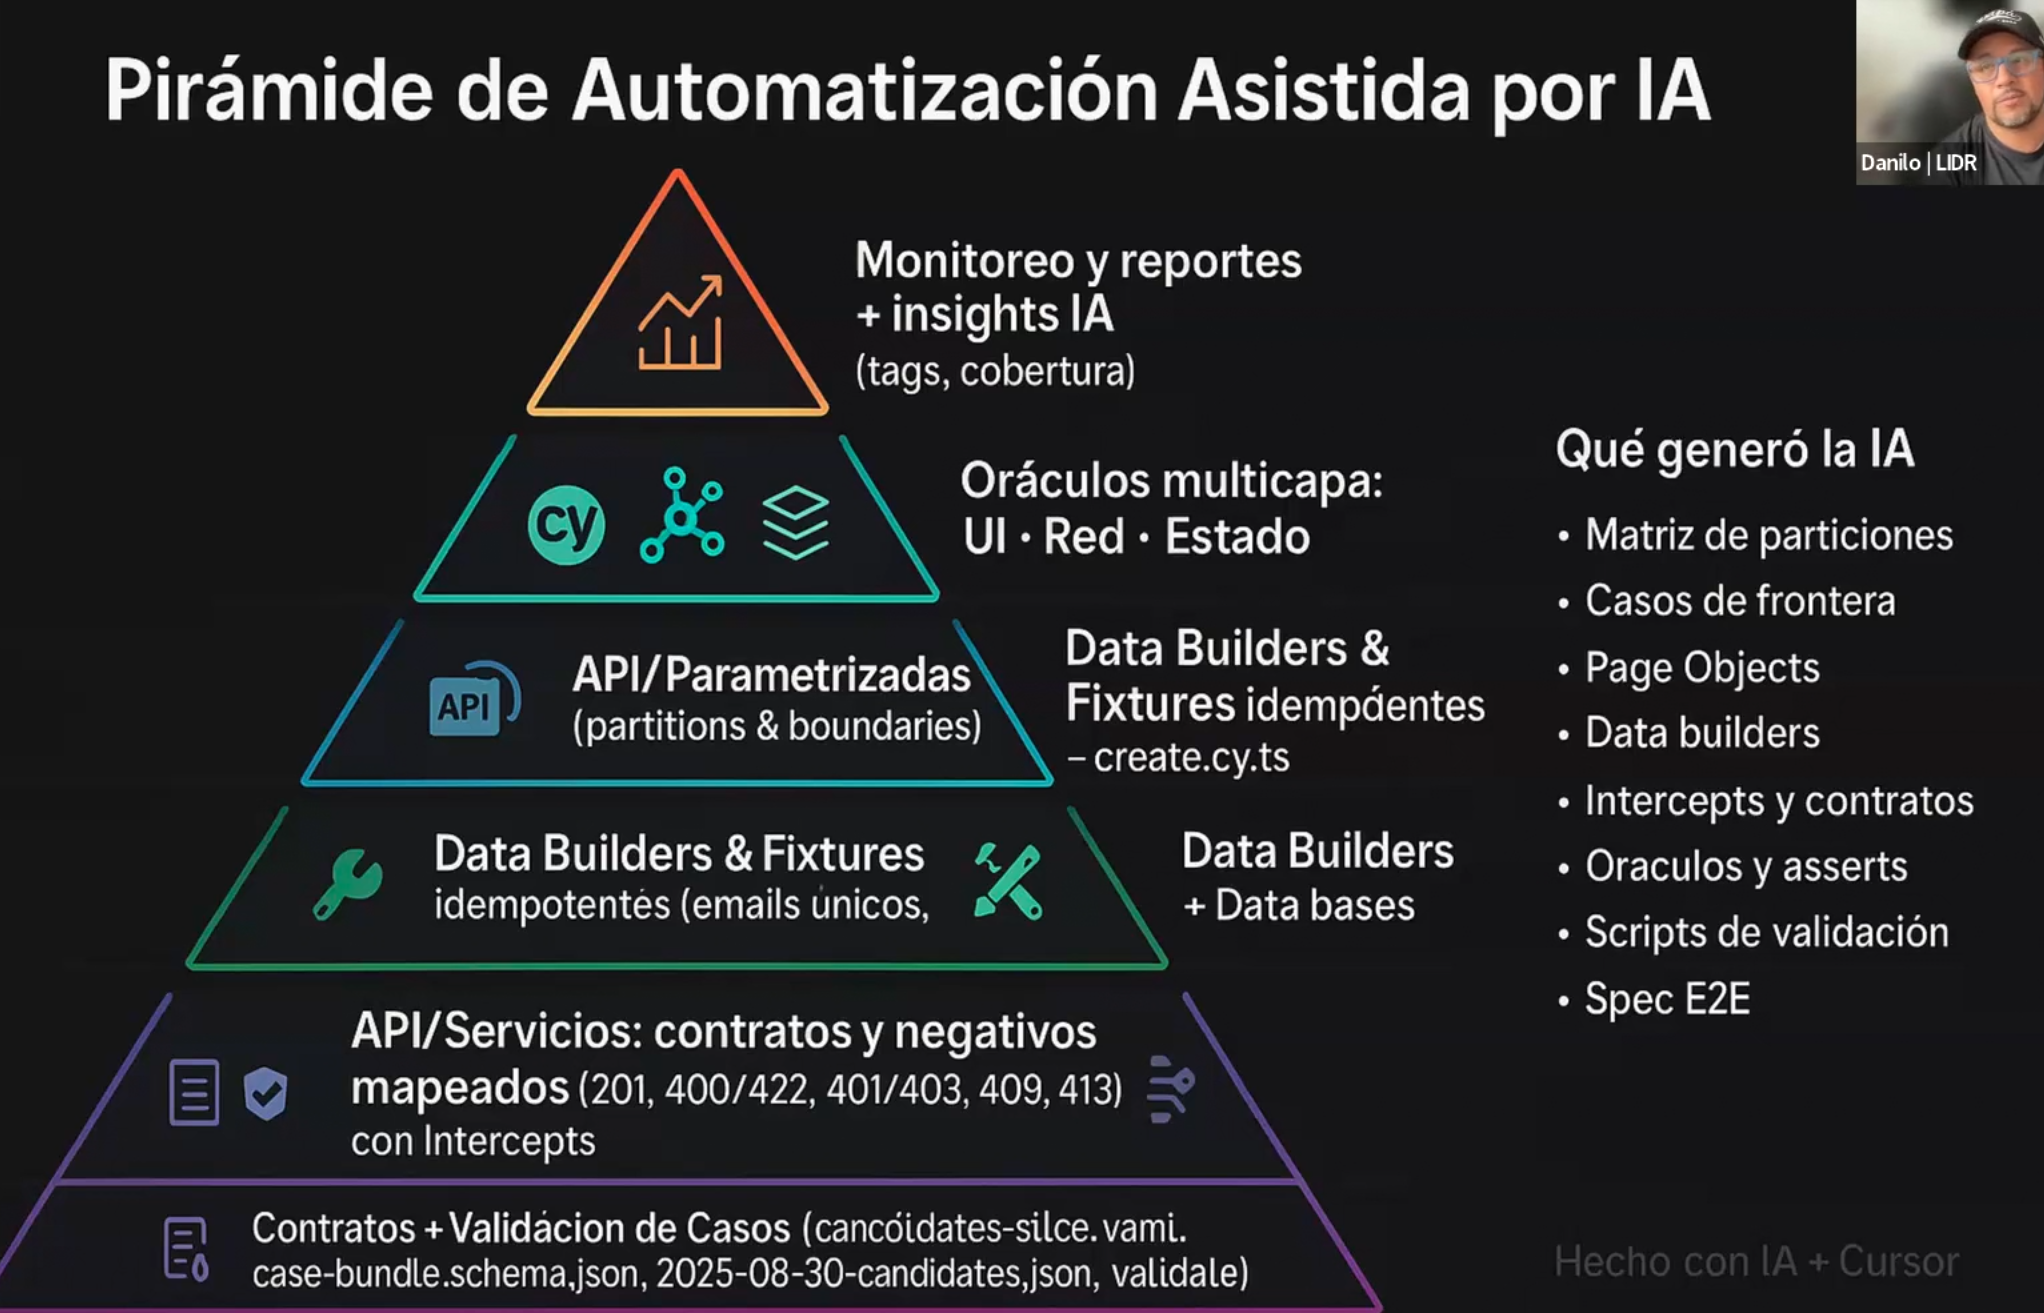 Pirámide de Automatización Asistida por IA
Danilo | LIDR
Monitoreo y reportes
+ insights IA
(tags, cobertura)
CY
Oráculos multicapa:
UI · Red · Estado
API
API/Parametrizadas
(partitions & boundaries)
Data Builders &
Fixtures idempóentes
– create.cy.ts
Data Builders & Fixtures
idempotentés (emails únicos,
Data Builders
+ Data bases
API/Servicios: contratos y negativos
mapeados (201, 400/422, 401/403, 409, 413)
con Intercepts
Contratos + Validácion de Casos (cancóidates-silce.vami.
case-bundle.schema,json, 2025-08-30-candidates,json, validale)
Qué generó la IA
• Matriz de particiones
• Casos de frontera
• Page Objects
• Data builders
• Intercepts y contratos
• Oraculos y asserts
• Scripts de validación
• Spec E2E
Hecho con IA + Cursor